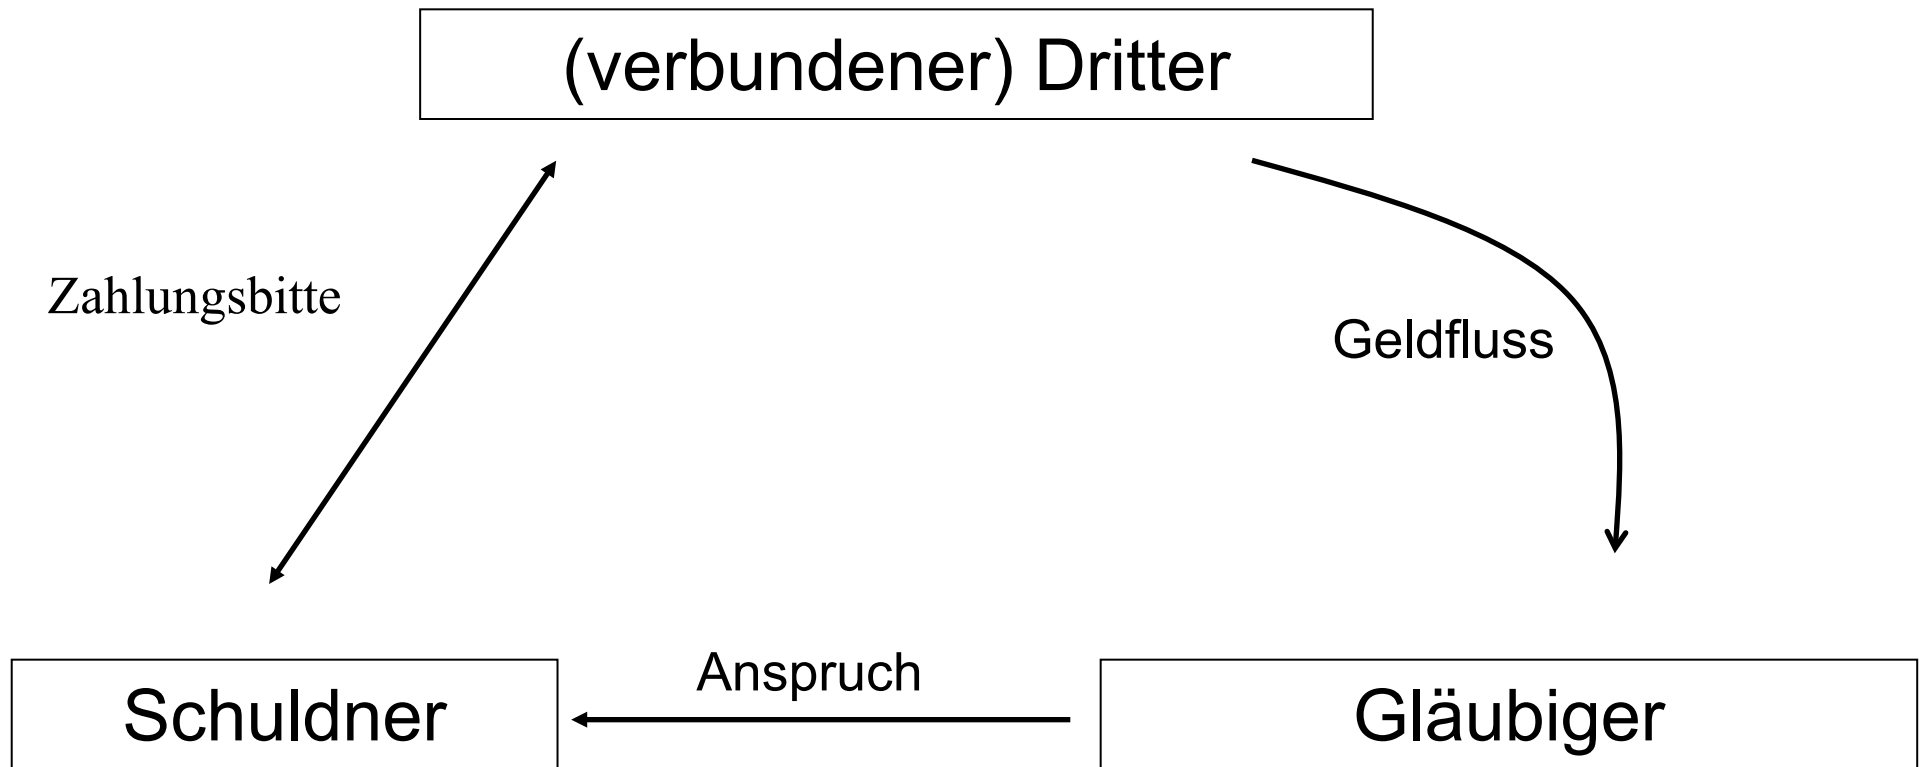 (verbundener) Dritter
Zahlungsbitte
Geldfluss
Anspruch
Schuldner
Gläubiger